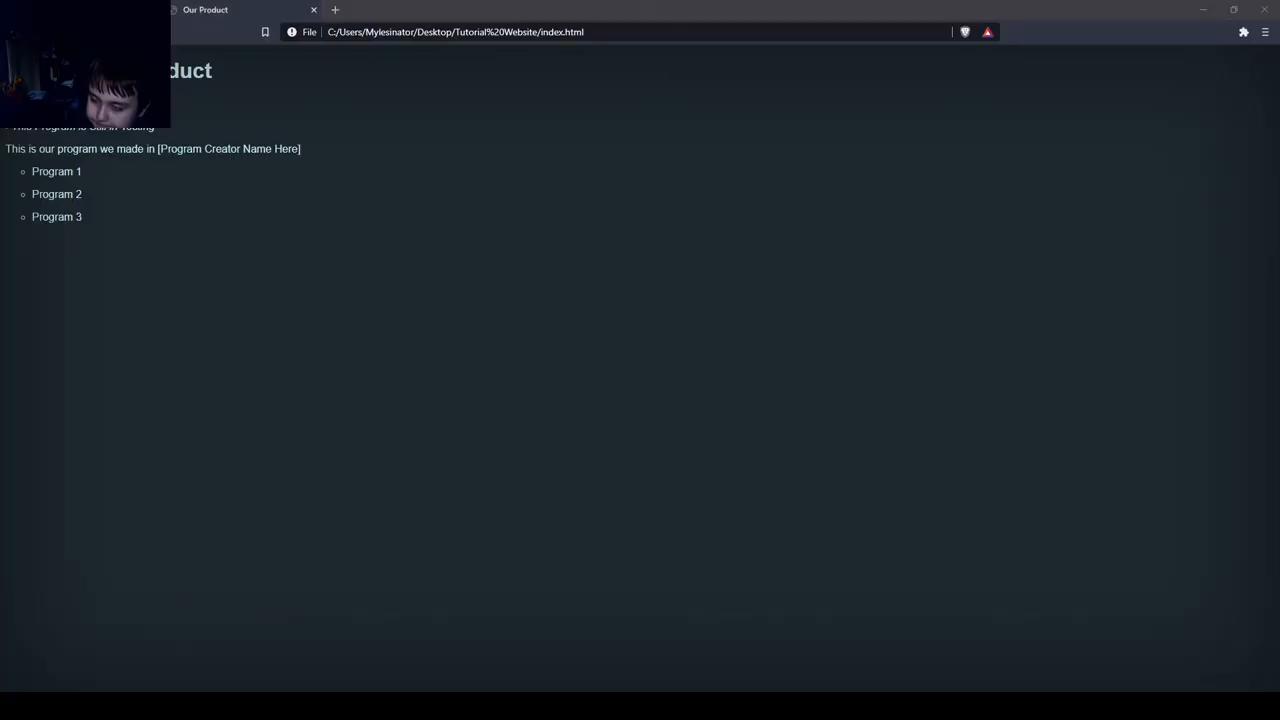 Our Product
File C:/Users/Mylesinator/Desktop/Tutorial%20Website/index.html
duct
This is our program we made in [Program Creator Name Here]
Program 1
Program 2
Program 3